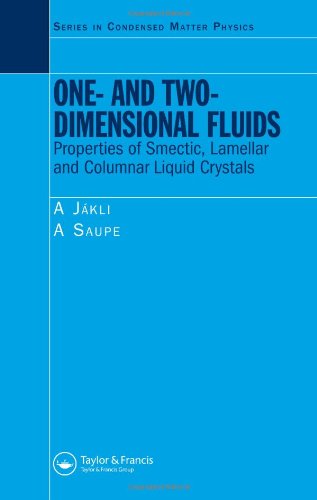 SERIES IN CONDENSED MATTER PHYSICS
ONE- AND TWO-
DIMENSIONAL FLUIDS
Properties of Smectic, Lamellar
and Columnar Liquid Crystals
A JÁKLI
A SAUPE
Taylor & Francis
Taylor & Francis Group